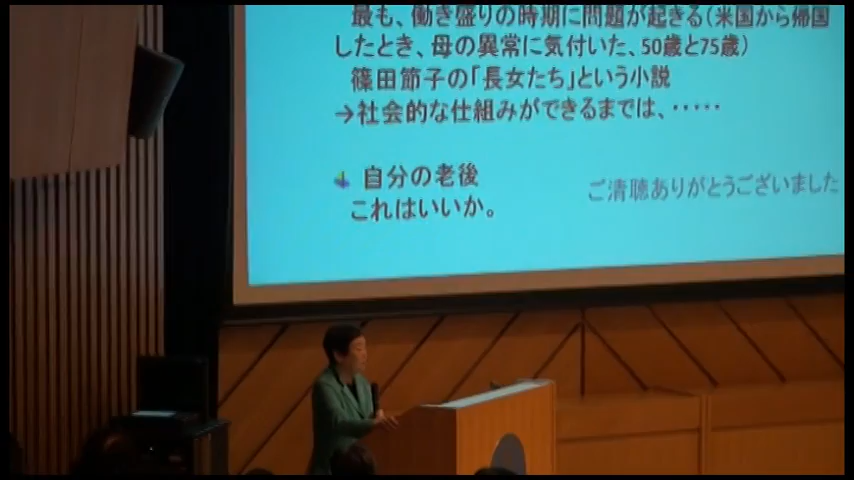 最も、働き盛りの時期に問題が起きる(米国から帰国
したとき、母の異常に気付いた、50歳と75歳)
篠田節子の「長女たち」という小説
→社会的な仕組みができるまでは、・・・・・
自分の老後
これはいいか。
ご清聴ありがとうございました